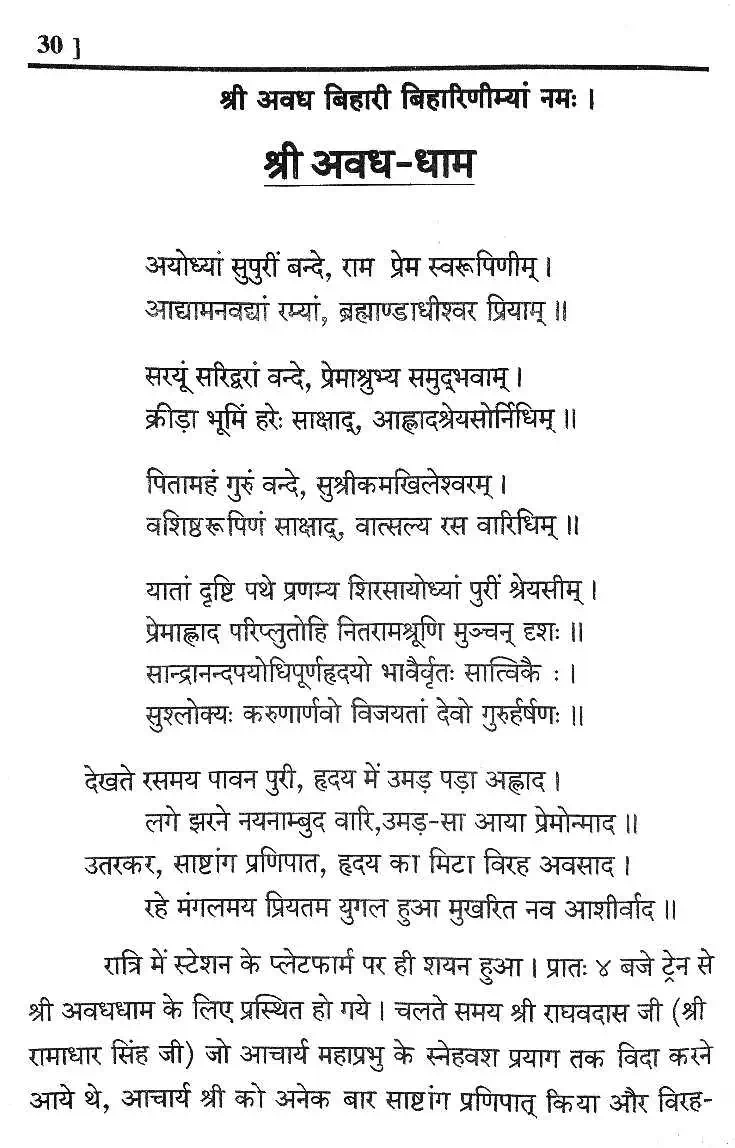 30 ]
श्री अवध बिहारी बिहारिणीम्यां नमः ।
श्री अवध-धाम
अयोध्यां सुपुरीं बन्दे, राम प्रेम स्वरूपिणीम् ।
आद्यामनवद्यां रम्यां, ब्रह्माण्डाधीश्वर प्रियाम् ॥
सरयूं सरिद्वरां वन्दे, प्रेमाश्रुभ्य समुद्‌भवाम् ।
क्रीड़ा भूमिं हरेः साक्षाद्, आह्लादश्रेयसोर्निधिम् ॥
पितामहं गुरुं वन्दे, सुश्रीकमखिलेश्वरम् ।
वशिष्ठरूपिणं साक्षाद्, वात्सल्य रस वारिधिम् ॥
यातां दृष्टि पथे प्रणम्य शिरसायोध्यां पुरीं श्रेयसीम् ।
प्रेमाह्लाद परिप्लुतोहि नितरामश्रूणि मुञ्चन् दृशः ॥
सान्द्रानन्दपयोधिपूर्णहृदयो भावैर्वृतः सात्विकै ः ।
सुश्लोक्यः करुणार्णवो विजयतां देवो गुरुर्हर्षणः ॥
देखते रसमय पावन पुरी, हृदय में उमड़ पड़ा अह्लाद ।
लगे झरने नयनाम्बुद वारि,उमड़-सा आया प्रेमोन्माद ॥
उतरकर, साष्टांग प्रणिपात, हृदय का मिटा विरह अवसाद ।
रहे मंगलमय प्रियतम युगल हुआ मुखरित नव आशीर्वाद ॥
रात्रि में स्टेशन के प्लेटफार्म पर ही शयन हुआ । प्रातः ४ बजे ट्रेन से
श्री अवधधाम के लिए प्रस्थित हो गये । चलते समय श्री राघवदास जी (श्री
रामाधार सिंह जी) जो आचार्य महाप्रभु के स्नेहवश प्रयाग तक विदा करने
आये थे, आचार्य श्री को अनेक बार साष्टांग प्रणिपात् किया और विरह-